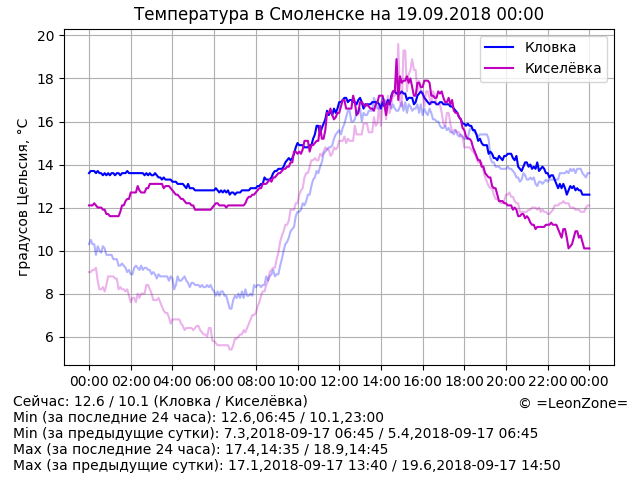 Температура в Смоленске на 19.09.2018 00:00
Кловка
Киселёвка
градусов Цельсия, °C
20
18
16
14
12
10
8
6
00:00 02:00 04:00 06:00 08:00 10:00 12:00 14:00 16:00 18:00 20:00 22:00 00:00
Сейчас: 12.6 / 10.1 (Кловка / Киселёвка)
© =LeonZone=
Min (за последние 24 часа): 12.6,06:45 / 10.1,23:00
Min (за предыдущие сутки): 7.3,2018-09-17 06:45 / 5.4,2018-09-17 06:45
Max (за последние 24 часа): 17.4,14:35 / 18.9,14:45
Max (за предыдущие сутки): 17.1,2018-09-17 13:40 / 19.6,2018-09-17 14:50